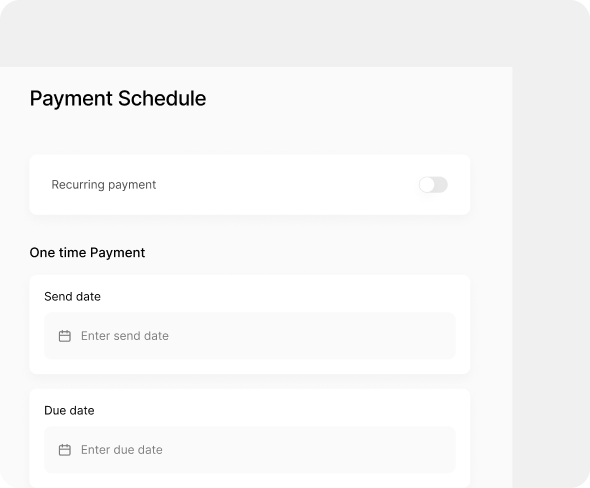 Payment Schedule
Recurring payment
One time Payment
Send date
Enter send date
Due date
Enter due date